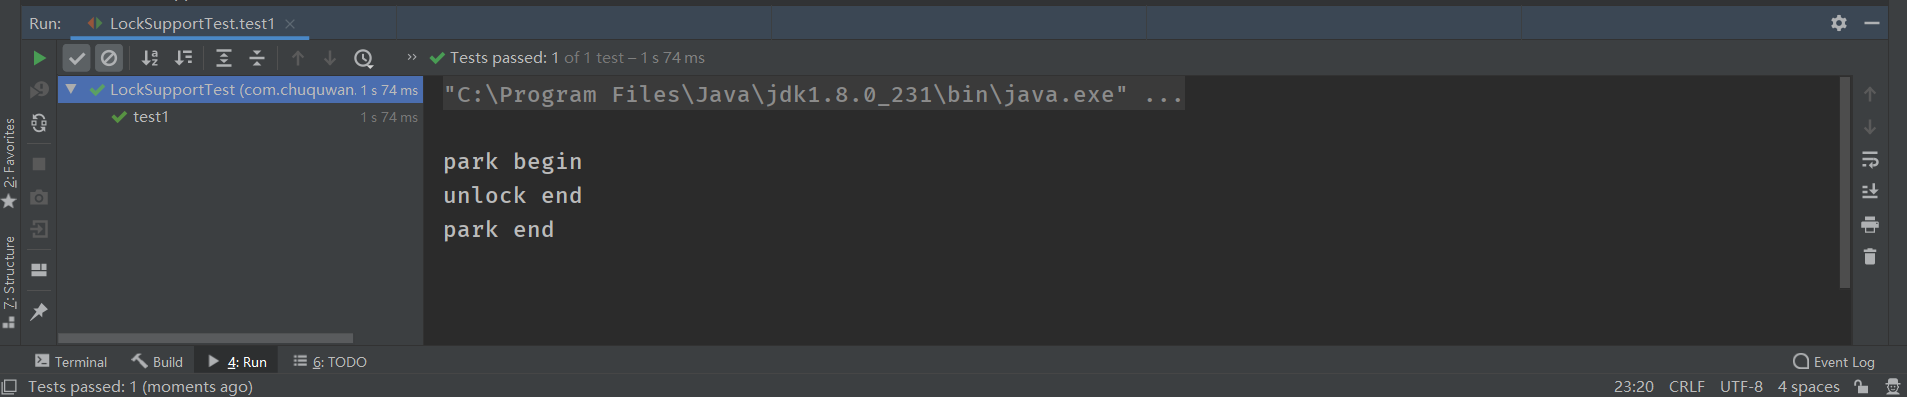 Run: LockSupportTest.test1
Tests passed: 1 of 1 test – 1 s 74 ms
LockSupportTest (com.chuquwan. 1 s 74 ms
test1 1 s 74 ms
"C:\Program Files\Java\jdk1.8.0_231\bin\java.exe" ...
park begin
unlock end
park end
2: Favorites
7: Structure
Terminal Build 4: Run 6: TODO Event Log
Tests passed: 1 (moments ago) 23:20 CRLF UTF-8 4 spaces